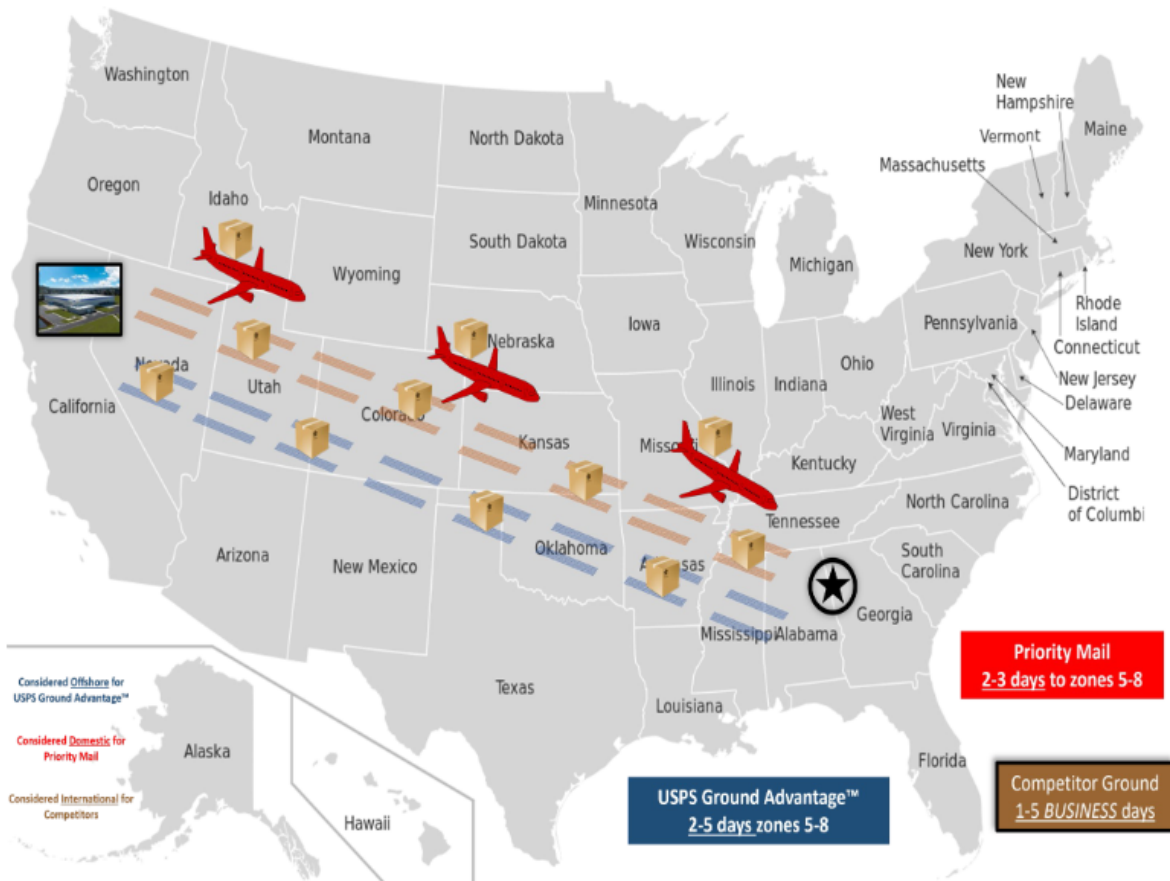 Washington
Montana
North Dakota
Minnesota
New
Hampshire
Vermont
Maine
Massachusetts
Oregon
Idaho
South Dakota
Wisconsin
Michigan
New York
Wyoming
Rhode
Island
Connecticut
Iowa
Nebraska
Pennsylvania
New Jersey
Delaware
Nevada
Utah
Colorado
Illinois
Indiana
Ohio
California
Kansas
Missouri
West
Virginia
Virginia
Maryland
District
of Columbi
Kentucky
North Carolina
Tennessee
Arizona
New Mexico
Oklahoma
Arkansas
South
Carolina
Mississippi
Alabama
Georgia
Texas
Louisiana
Florida
Alaska
Hawaii
Considered Offshore for
USPS Ground Advantage™
Considered Domestic for
Priority Mail
Considered International for
Competitors
Priority Mail
2-3 days to zones 5-8
USPS Ground Advantage™
2-5 days zones 5-8
Competitor Ground
1-5 BUSINESS days